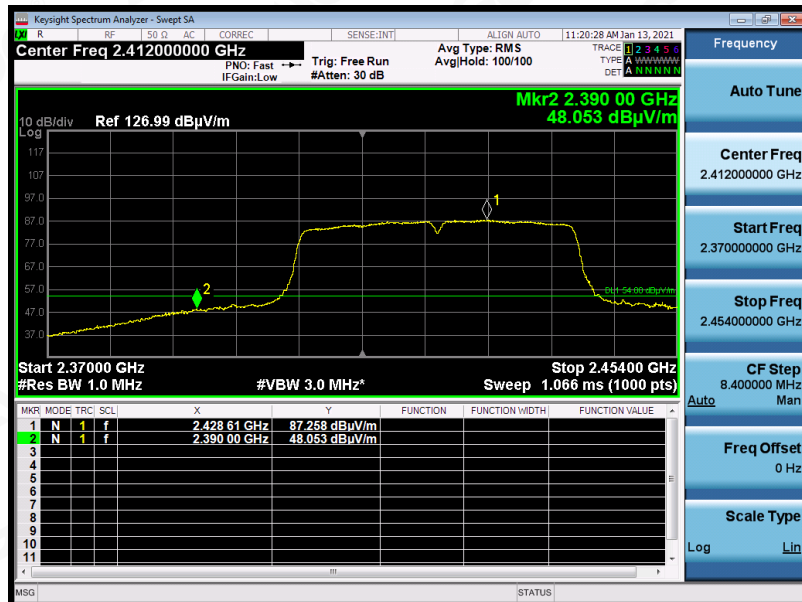 Keysight Spectrum Analyzer - Swept SA
LXI R RF 50 Ω AC CORREC SENSE:INT ALIGN AUTO 11:20:28 AM Jan 13, 2021
Center Freq 2.412000000 GHz
PNO: Fast
IFGain:Low
Trig: Free Run
#Atten: 30 dB
Avg Type: RMS
Avg|Hold: 100/100
TRACE 1 2 3 4 5 6
TYPE A WWWWW
DET A N N N N N
Mkr2 2.390 00 GHz
48.053 dBµV/m
10 dB/div Ref 126.99 dBµV/m
Log
117
107
97.0
87.0
77.0
67.0
57.0
47.0
37.0
1
2
DL1 54.00 dBµV/m
Start 2.37000 GHz Stop 2.45400 GHz
#Res BW 1.0 MHz #VBW 3.0 MHz* Sweep 1.066 ms (1000 pts)
MKR MODE TRC SCL X Y FUNCTION FUNCTION WIDTH FUNCTION VALUE
1 N 1 f 2.428 61 GHz 87.258 dBµV/m
2 N 1 f 2.390 00 GHz 48.053 dBµV/m
3
4
5
6
7
8
9
10
11
MSG STATUS
Frequency
Auto Tune
Center Freq
2.412000000 GHz
Start Freq
2.370000000 GHz
Stop Freq
2.454000000 GHz
CF Step
8.400000 MHz
Auto Man
Freq Offset
0 Hz
Scale Type
Log Lin